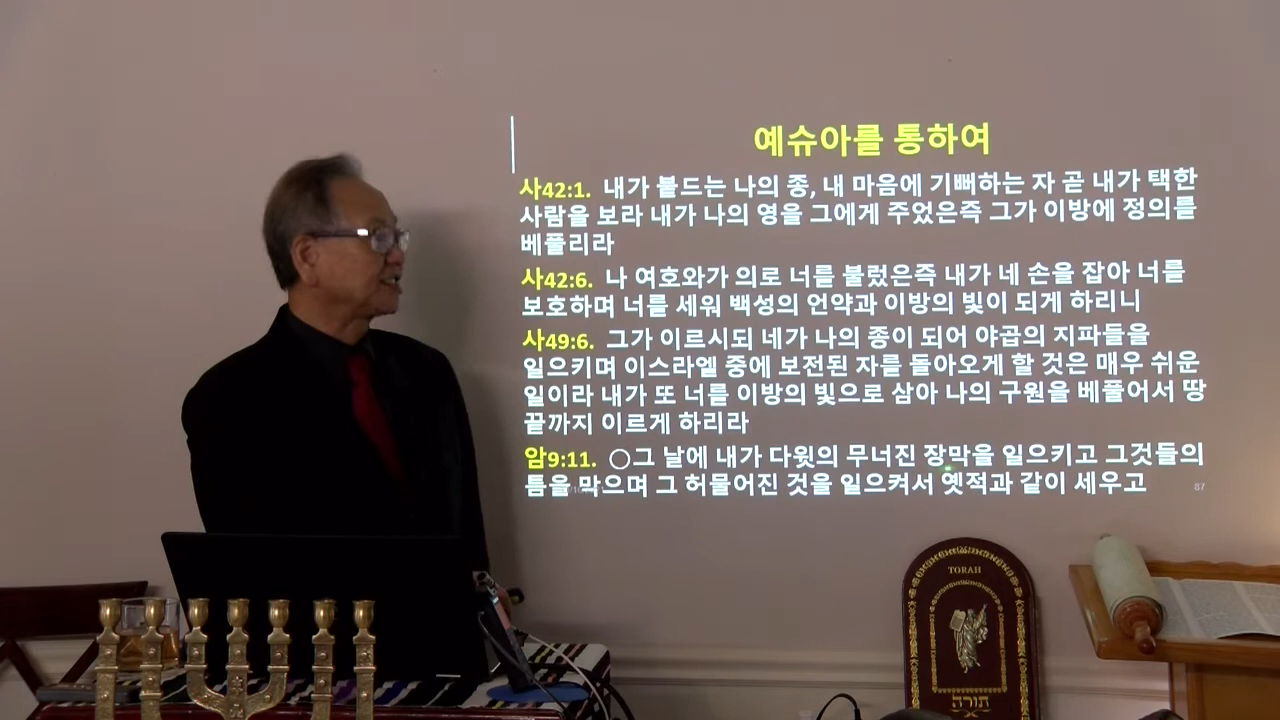 예슈아를 통하여
사42:1. 내가 붙드는 나의 종, 내 마음에 기뻐하는 자 곧 내가 택한
사람을 보라 내가 나의 영을 그에게 주었은즉 그가 이방에 정의를
베풀리라
사42:6. 나 여호와가 의로 너를 불렀은즉 내가 네 손을 잡아 너를
보호하며 너를 세워 백성의 언약과 이방의 빛이 되게 하리니
사49:6. 그가 이르시되 네가 나의 종이 되어 야곱의 지파들을
일으키며 이스라엘 중에 보전된 자를 돌아오게 할 것은 매우 쉬운
일이라 내가 또 너를 이방의 빛으로 삼아 나의 구원을 베풀어서 땅
끝까지 이르게 하리라
암9:11. ○그 날에 내가 다윗의 무너진 장막을 일으키고 그것들의
틈을 막으며 그 허물어진 것을 일으켜서 옛적과 같이 세우고
87
TORAH
תורה